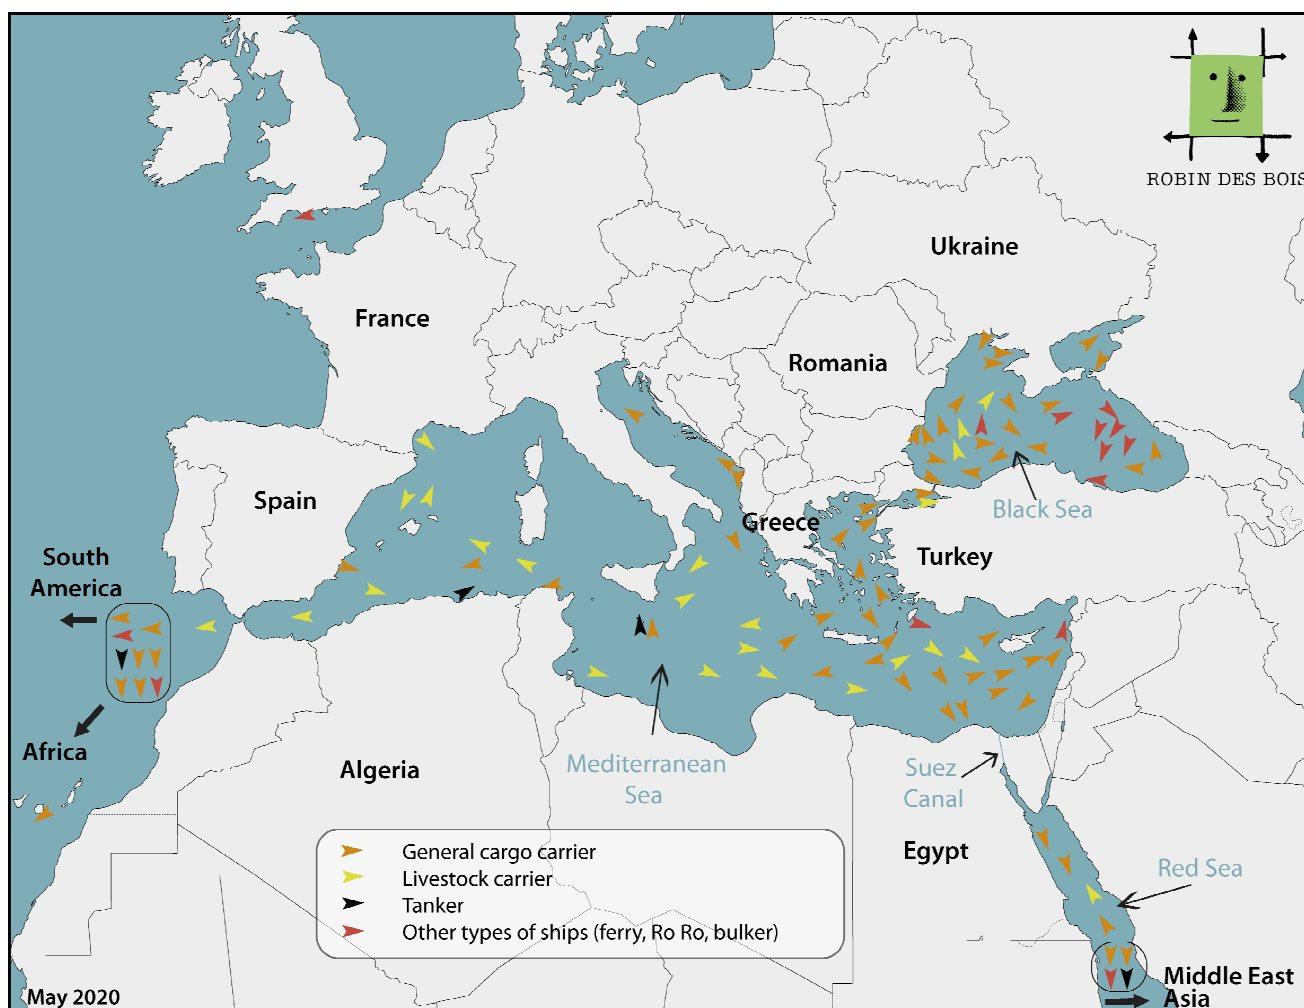 ROBIN DES BOIS
Ukraine
France
Romania
Spain
Black Sea
Greece
Turkey
South
America
Africa
Algeria
Mediterranean
Sea
Suez
Canal
Egypt
Red Sea
General cargo carrier
Livestock carrier
Tanker
Other types of ships (ferry, Ro Ro, bulker)
Middle East
Asia
May 2020